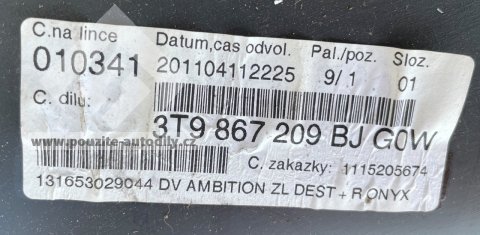 C.na lince Datum,cas odvol. Pal./poz. Sloz.
010341 201104112225 9/ 1 01
C. dilu:
3T9 867 209 BJ G0W
www.pouzite-autodily.cz
C. zakazky: 1115205674
131653029044 DV AMBITION ZL DEST + R ONYX